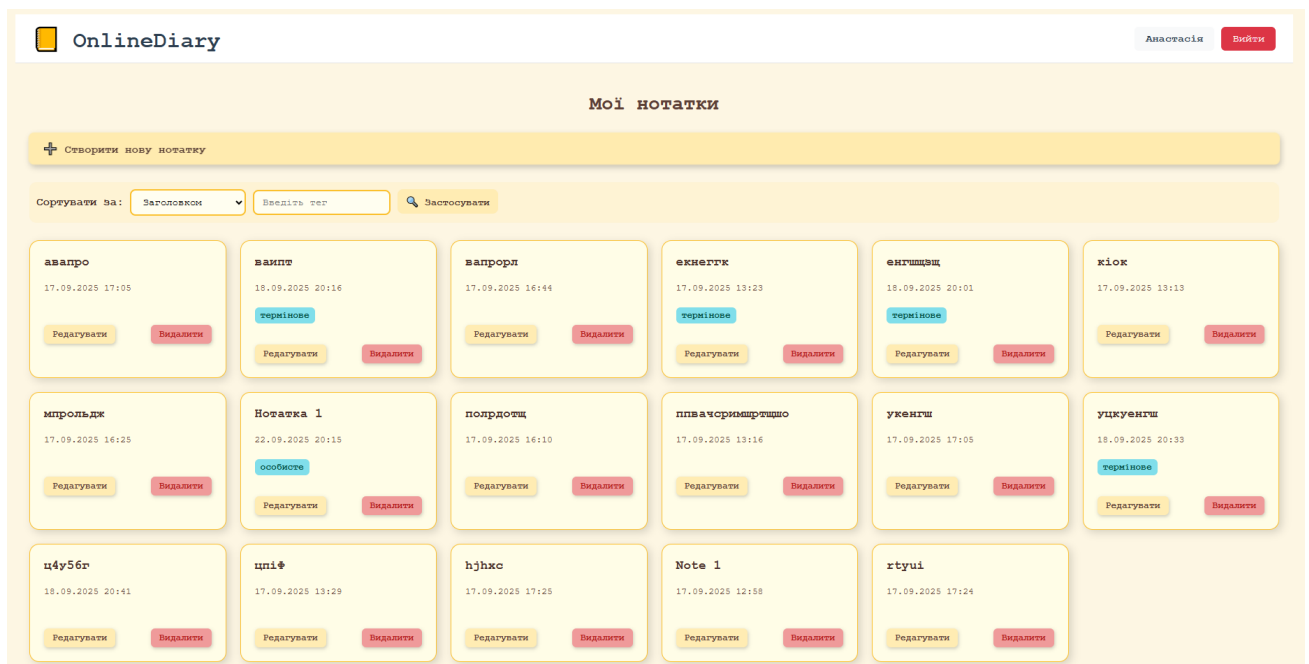 OnlineDiary
Анастасія Вийти
Мої нотатки
Створити нову нотатку
Сортувати за: Заголовком Введіть тег Застосувати
авапро ваипт вапрорл екнеггк енгшщзщ кіок
17.09.2025 17:05 18.09.2025 20:16 17.09.2025 16:44 17.09.2025 13:23 18.09.2025 20:01 17.09.2025 13:13
термінове термінове термінове
Редагувати Видалити Редагувати Видалити Редагувати Видалити Редагувати Видалити Редагувати Видалити Редагувати Видалити
мпрольдж Нотатка 1 полрдотщ ппвачсримшртщшо укенгш уцкуенгш
17.09.2025 16:25 22.09.2025 20:15 17.09.2025 16:10 17.09.2025 13:16 17.09.2025 17:05 18.09.2025 20:33
особисте термінове
Редагувати Видалити Редагувати Видалити Редагувати Видалити Редагувати Видалити Редагувати Видалити Редагувати Видалити
ц4у56г цпіф hjhxc Note 1 rtyui
18.09.2025 20:41 17.09.2025 13:29 17.09.2025 17:25 17.09.2025 12:58 17.09.2025 17:24
Редагувати Видалити Редагувати Видалити Редагувати Видалити Редагувати Видалити Редагувати Видалити